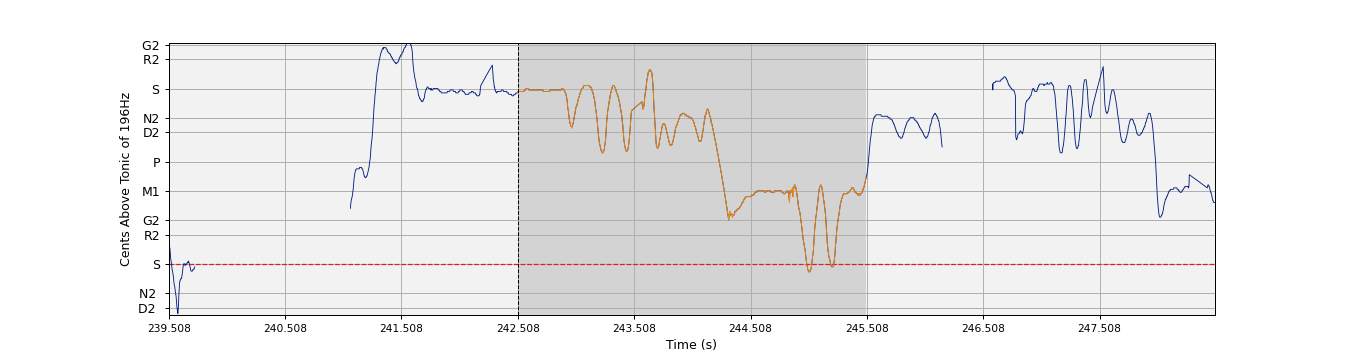 G2
R2
S
N2
D2
P
M1
G2
R2
S
N2
D2
Cents Above Tonic of 196Hz
239.508 240.508 241.508 242.508 243.508 244.508 245.508 246.508 247.508
Time (s)